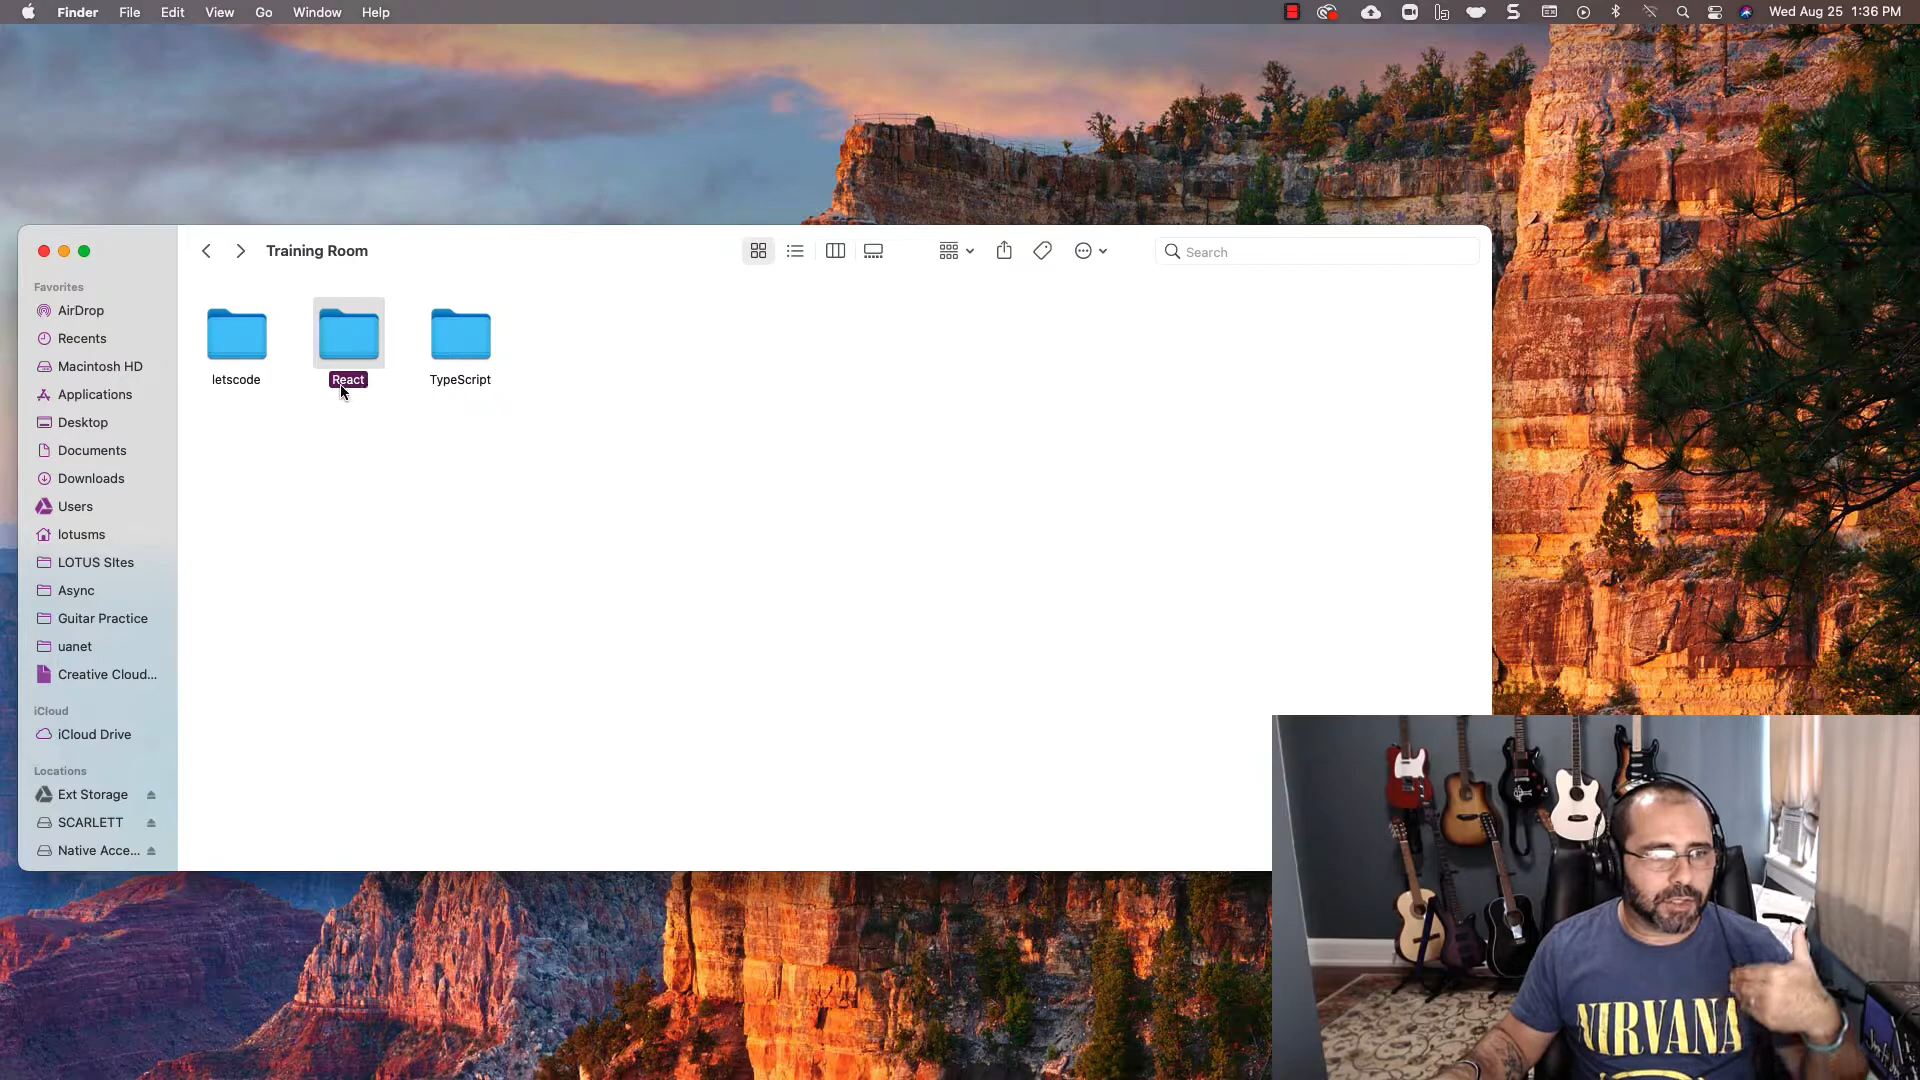 Finder File Edit View Go Window Help
Wed Aug 25 1:36 PM
Training Room
Search
Favorites
AirDrop
Recents
Macintosh HD
Applications
Desktop
Documents
Downloads
Users
lotusms
LOTUS SItes
Async
Guitar Practice
uanet
Creative Cloud...
iCloud
iCloud Drive
Locations
Ext Storage
SCARLETT
Native Acce...
letscode
React
TypeScript
NIRVANA